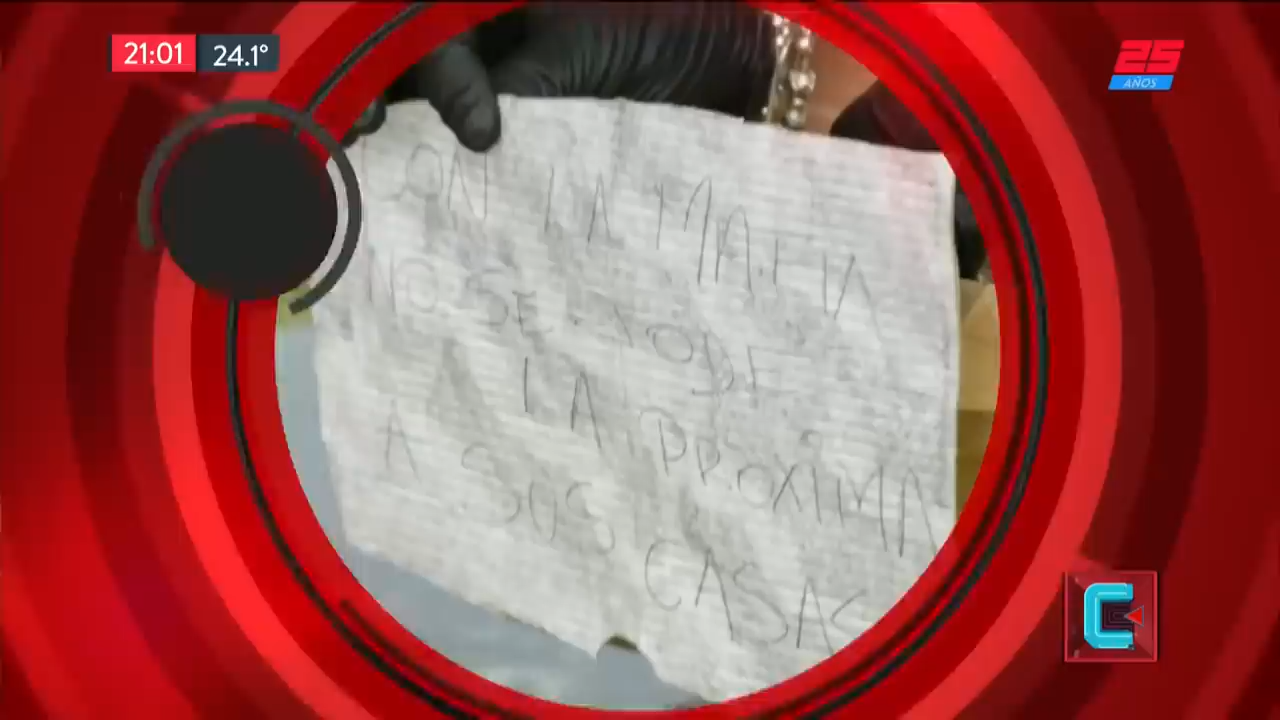 21:01 24.1°
25
AÑOS
CON LA MAFIA
NO SE JODE
LA PROXIMA
A SUS CASAS
C